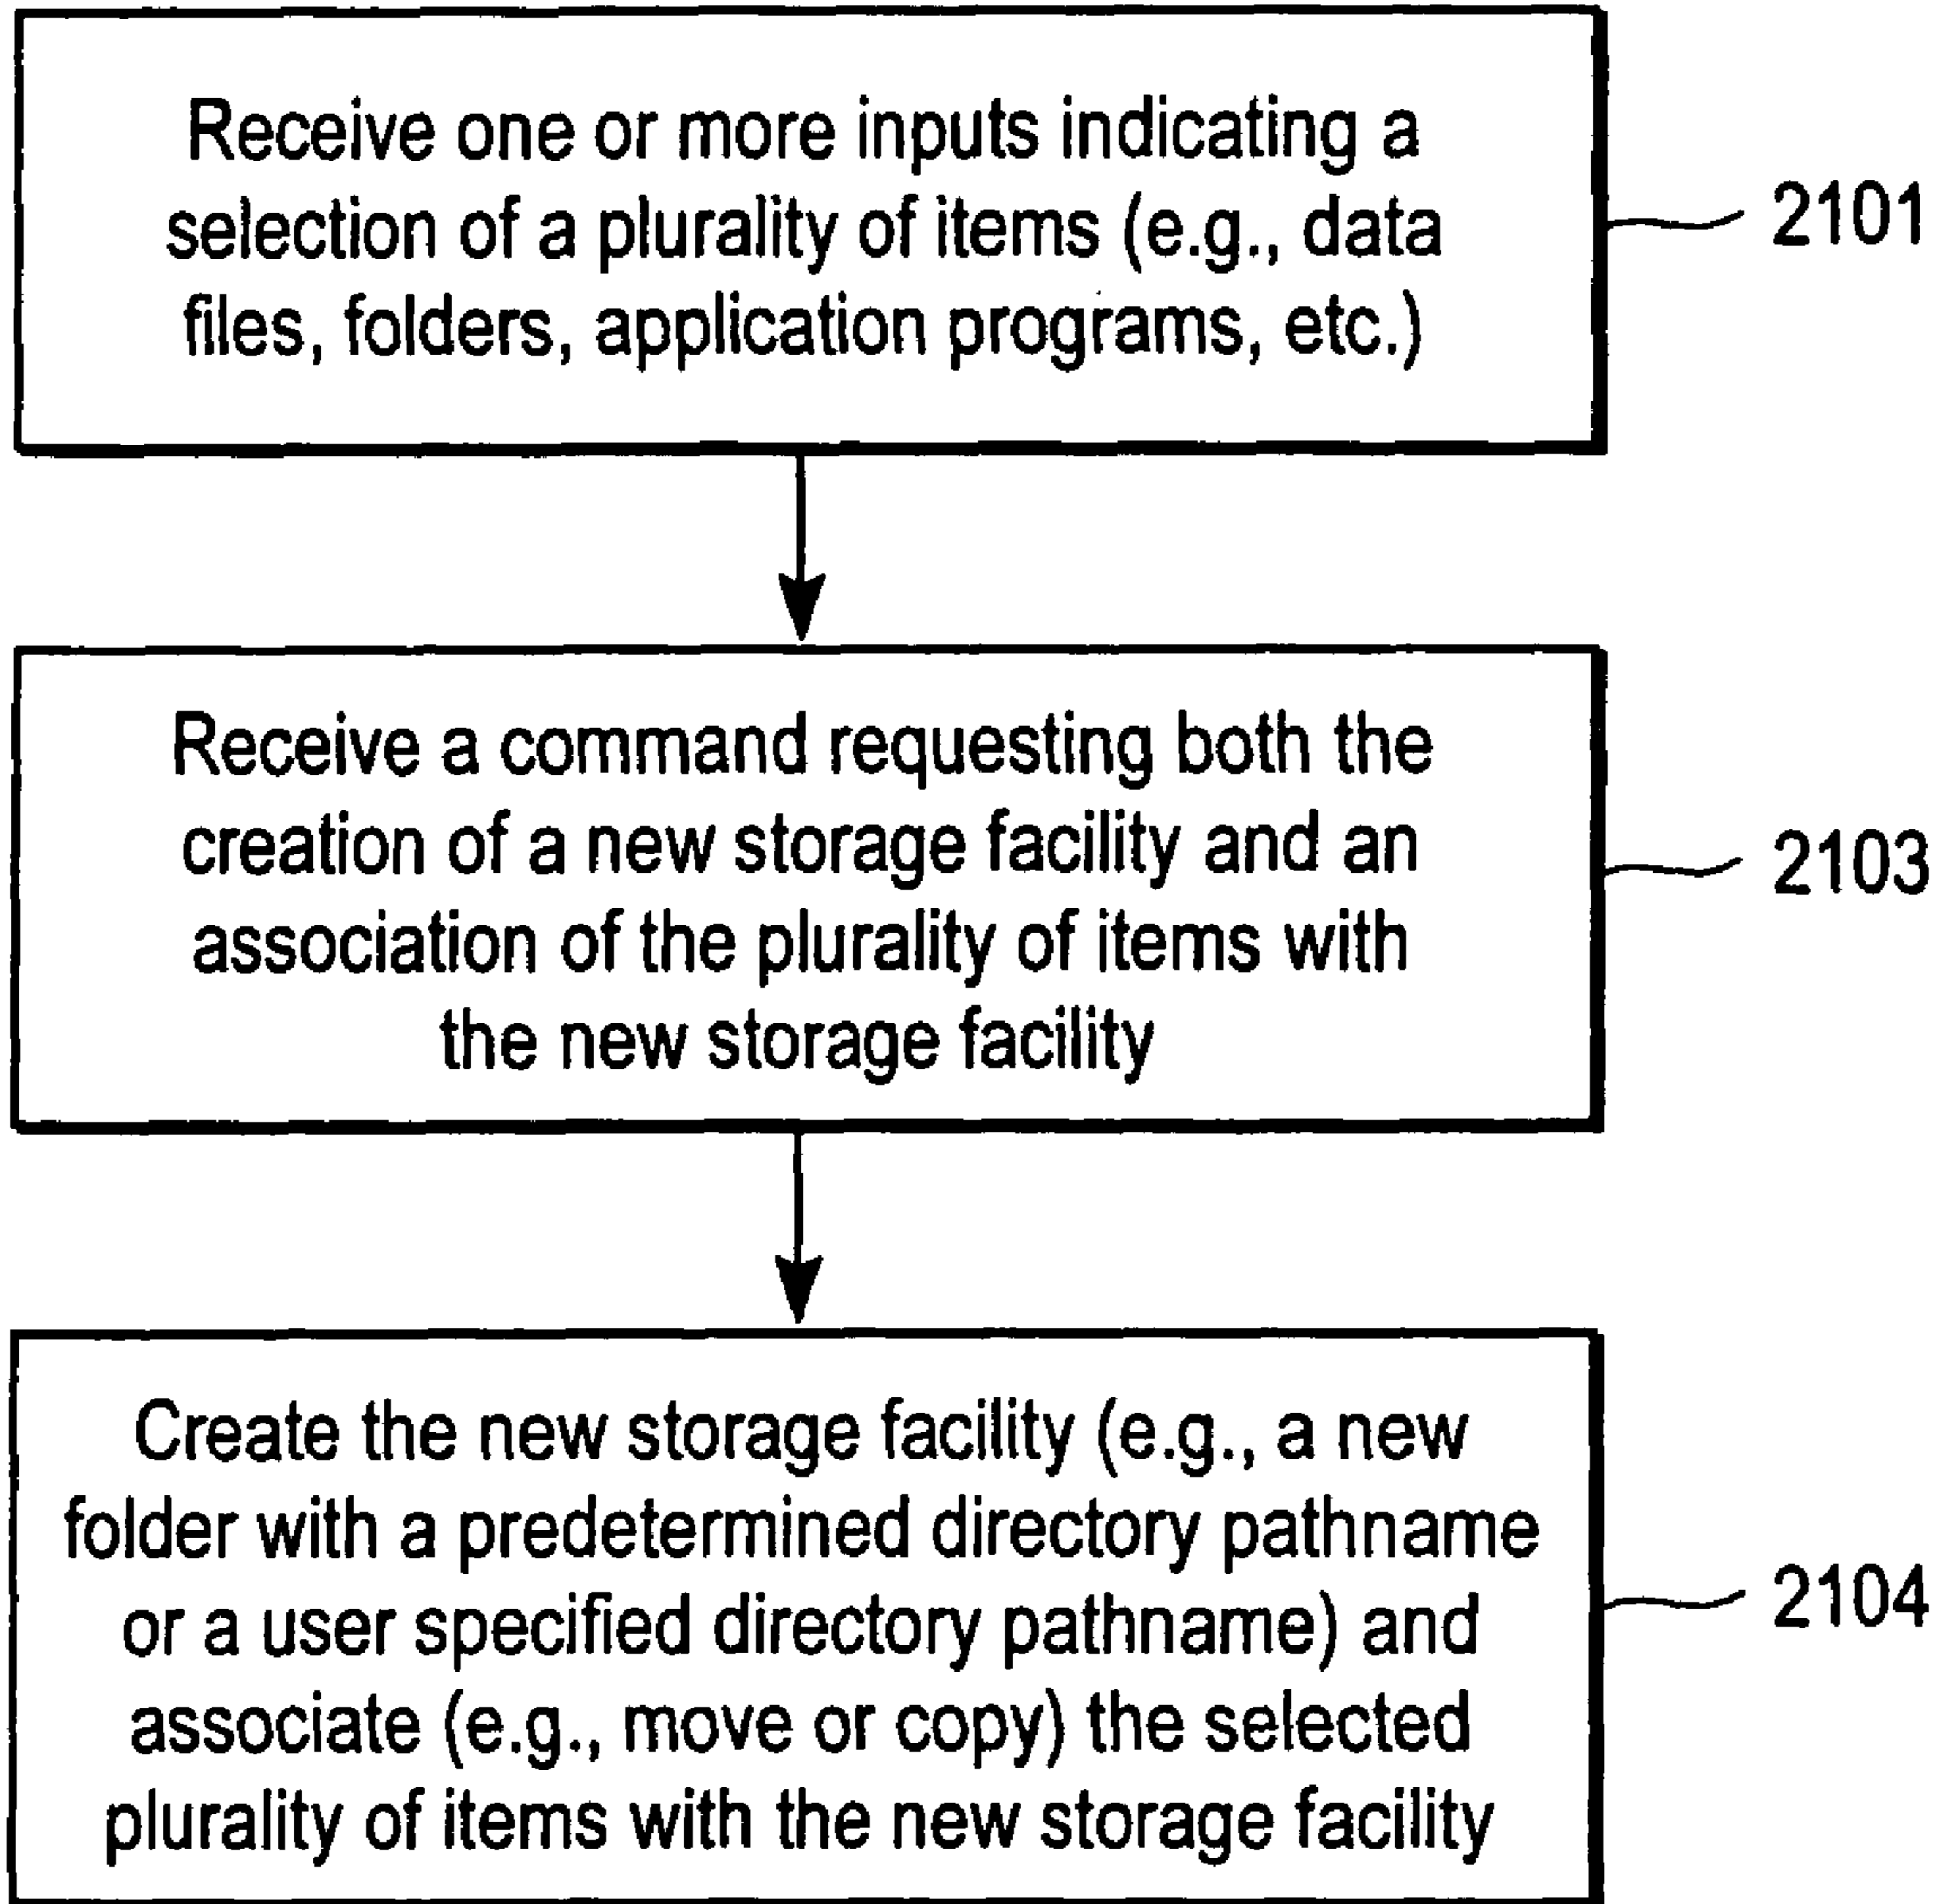 Receive one or more inputs indicating a
selection of a plurality of items (e.g., data
files, folders, application programs, etc.)
2101
Receive a command requesting both the
creation of a new storage facility and an
association of the plurality of items with
the new storage facility
2103
Create the new storage facility (e.g., a new
folder with a predetermined directory pathname
or a user specified directory pathname) and
associate (e.g., move or copy) the selected
plurality of items with the new storage facility
2104